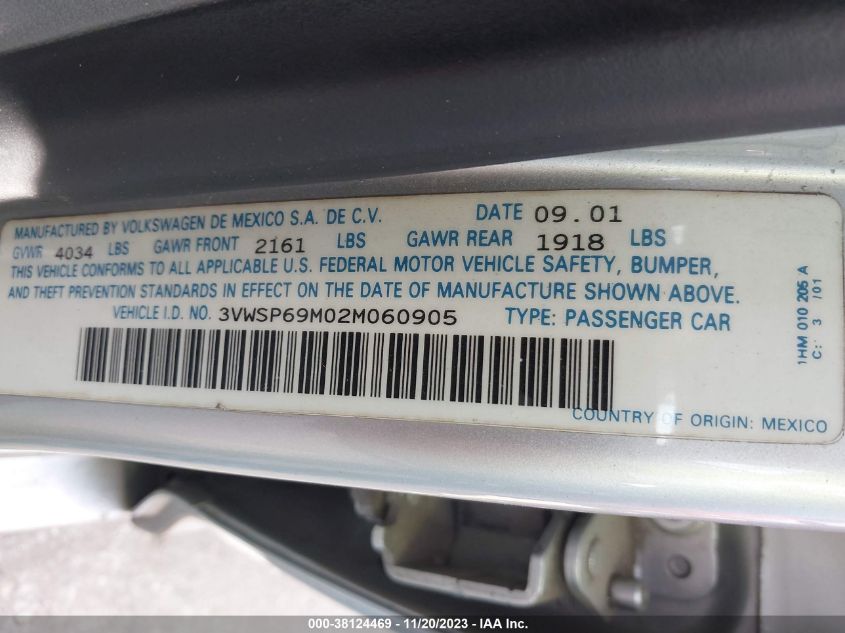 MANUFACTURED BY VOLKSWAGEN DE MEXICO S.A. DE C.V. DATE 09.01
GVWR 4034 LBS GAWR FRONT 2161 LBS GAWR REAR 1918 LBS
THIS VEHICLE CONFORMS TO ALL APPLICABLE U.S. FEDERAL MOTOR VEHICLE SAFETY, BUMPER,
AND THEFT PREVENTION STANDARDS IN EFFECT ON THE DATE OF MANUFACTURE SHOWN ABOVE.
VEHICLE I.D. NO. 3VWSP69M02M060905 TYPE: PASSENGER CAR
COUNTRY OF ORIGIN: MEXICO
1HM 010 205 A
C: 3 /01
000-38124469 - 11/20/2023 - IAAI Inc.